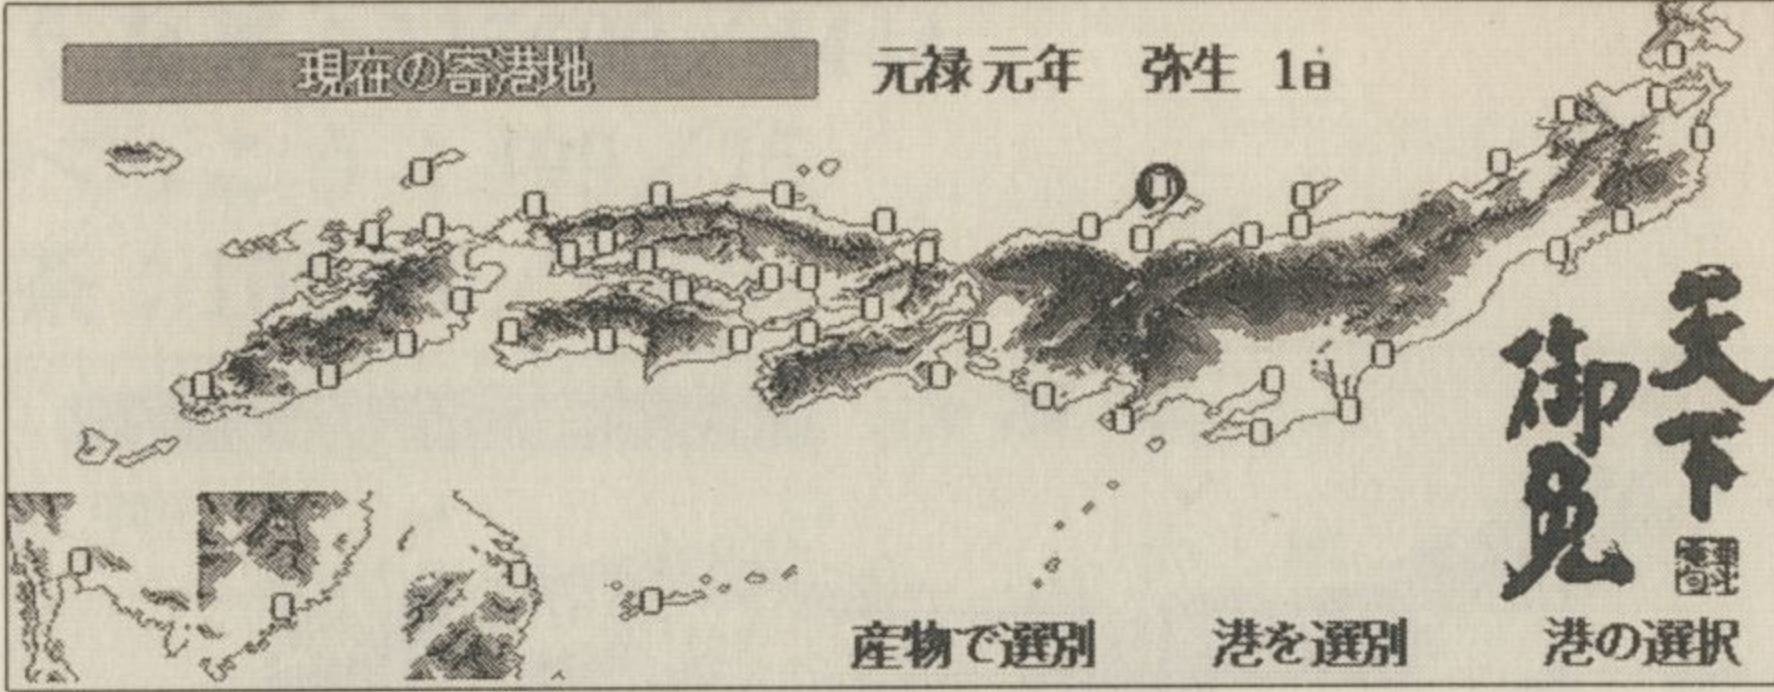 現在の寄港地
元禄元年 弥生 1日
天下
御免
産物で選別 港を選別 港の選択